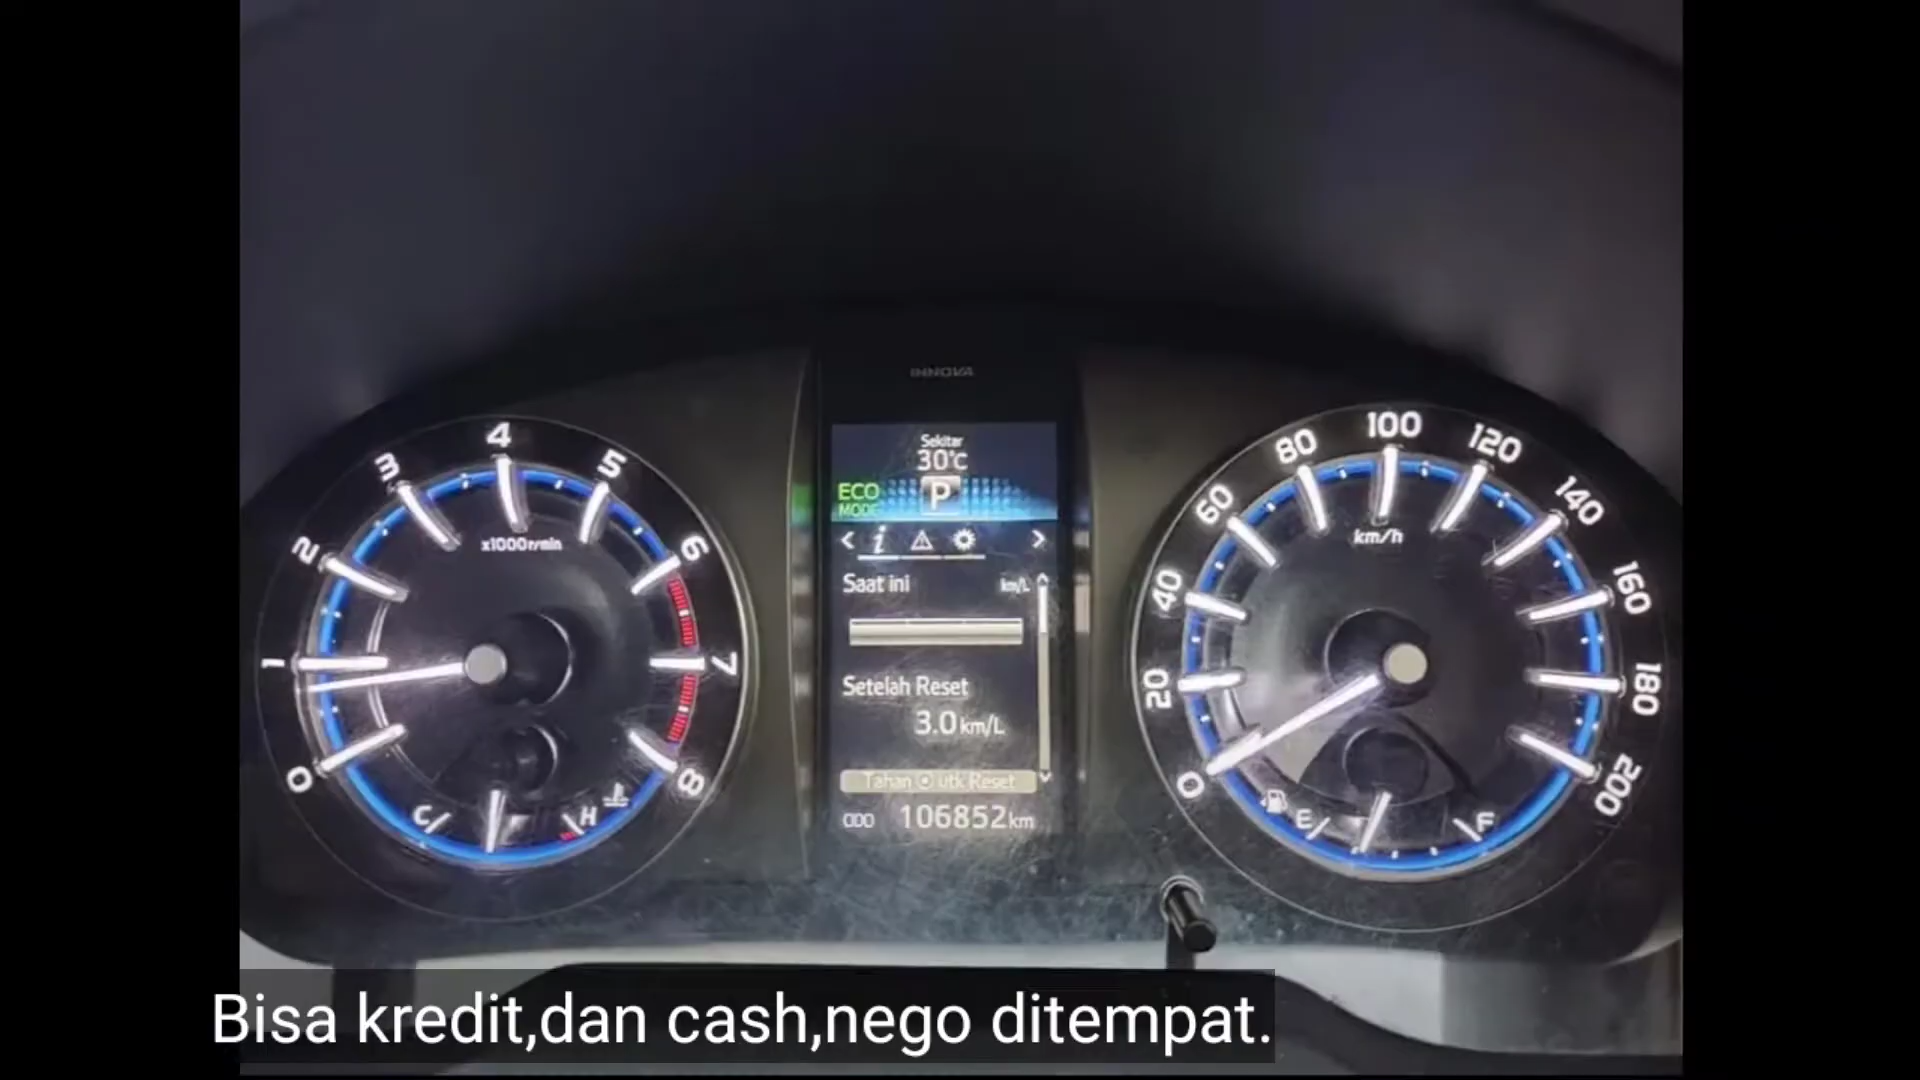 INNOVA
Sekitar
30°C
ECO
MODE
P
Saat ini km/L
Setelah Reset
3.0 km/L
Tahan ⊙ utk Reset
ODO 106852 km
0
1
2
3
4
5
6
7
8
x1000r/min
C H
0
20
40
60
80
100
120
140
160
180
200
km/h
E F
Bisa kredit,dan cash,nego ditempat.